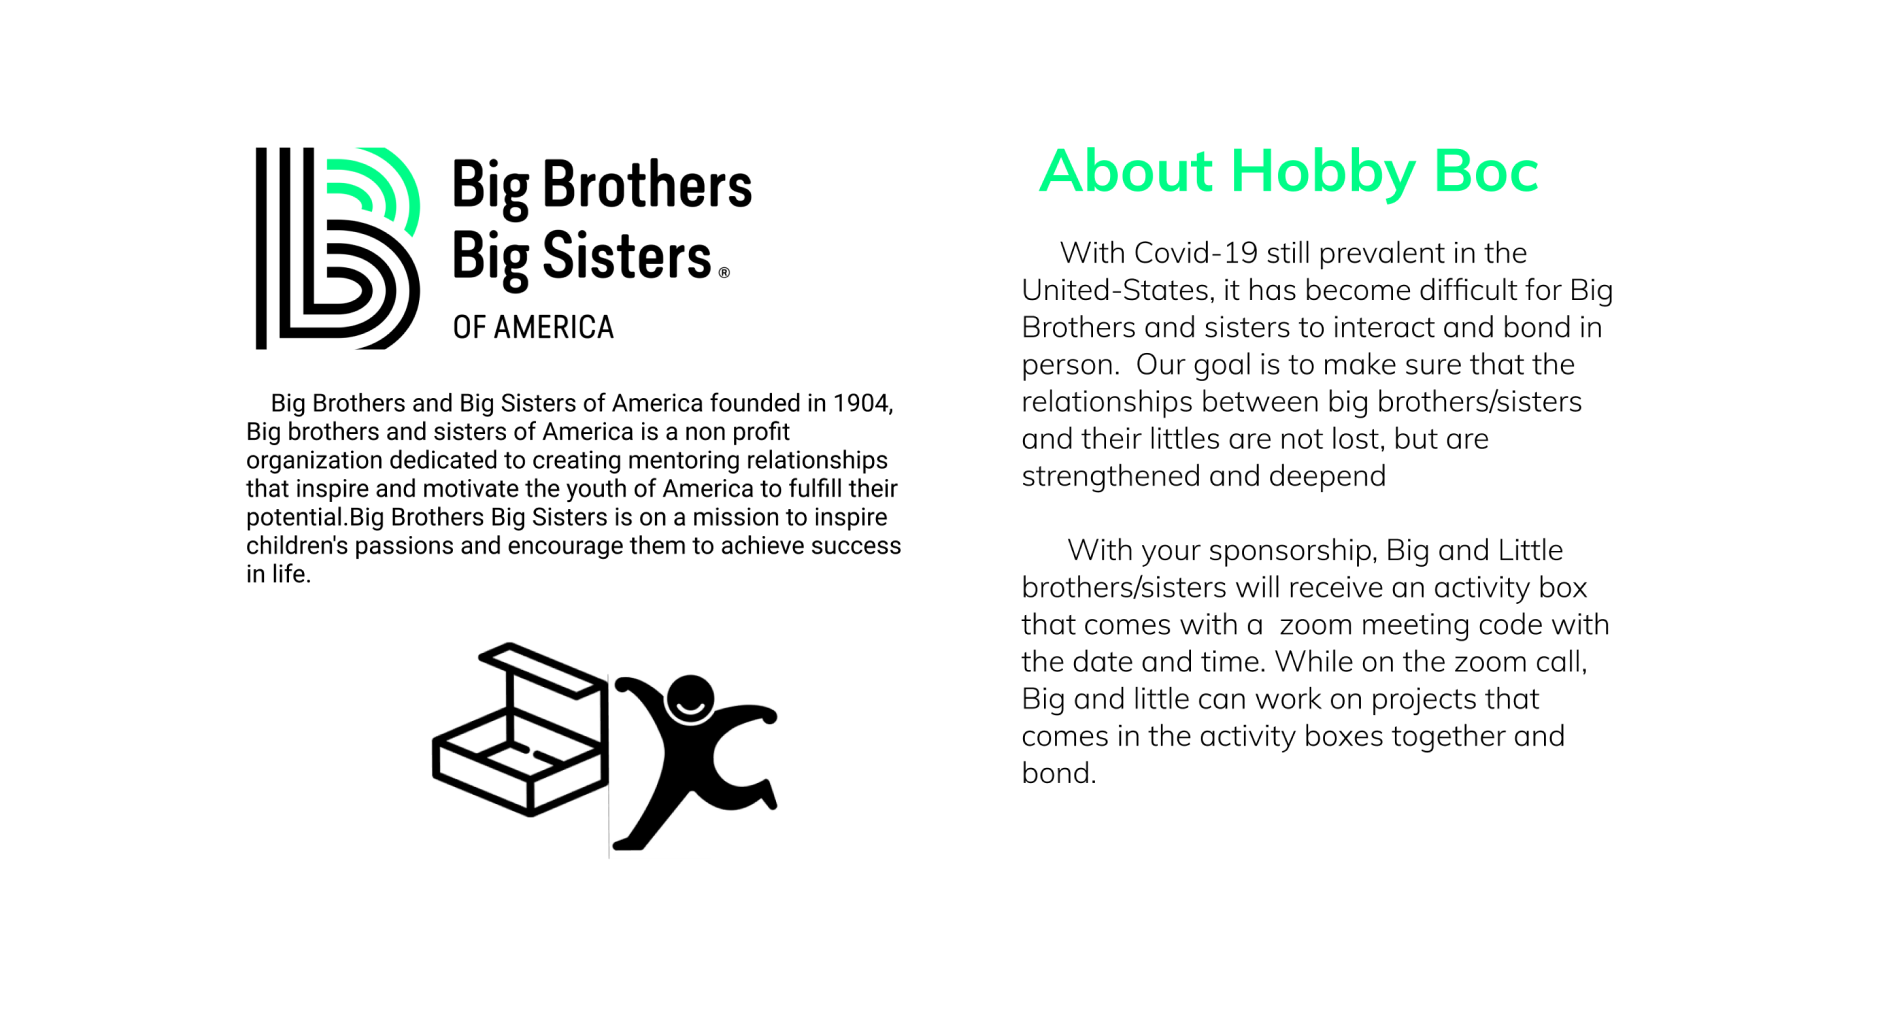 Big Brothers
Big Sisters®
OF AMERICA
Big Brothers and Big Sisters of America founded in 1904,
Big brothers and sisters of America is a non profit
organization dedicated to creating mentoring relationships
that inspire and motivate the youth of America to fulfill their
potential.Big Brothers Big Sisters is on a mission to inspire
children's passions and encourage them to achieve success
in life.
About Hobby Boc
With Covid-19 still prevalent in the
United-States, it has become difficult for Big
Brothers and sisters to interact and bond in
person.  Our goal is to make sure that the
relationships between big brothers/sisters
and their littles are not lost, but are
strengthened and deepend
With your sponsorship, Big and Little
brothers/sisters will receive an activity box
that comes with a  zoom meeting code with
the date and time. While on the zoom call,
Big and little can work on projects that
comes in the activity boxes together and
bond.